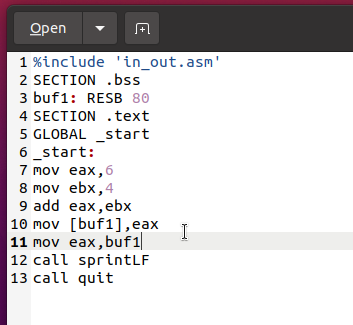 Open
1 %include 'in_out.asm'
2 SECTION .bss
3 buf1: RESB 80
4 SECTION .text
5 GLOBAL _start
6 _start:
7 mov eax,6
8 mov ebx,4
9 add eax,ebx
10 mov [buf1],eax
11 mov eax,buf1
12 call sprintLF
13 call quit